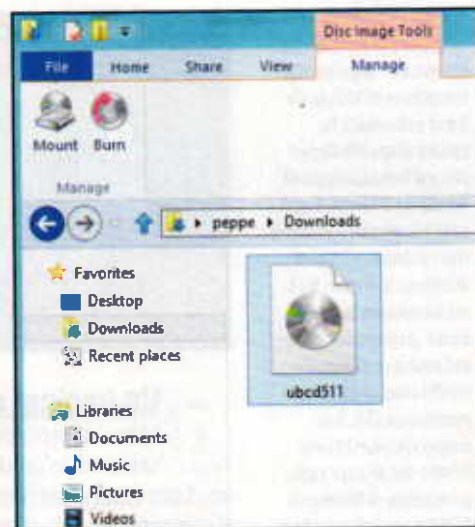 Disc Image Tools
File Home Share View Manage
Mount Burn
Manage
peppe Downloads
Favorites
Desktop
Downloads
Recent places
ubcd511
Libraries
Documents
Music
Pictures
Videos